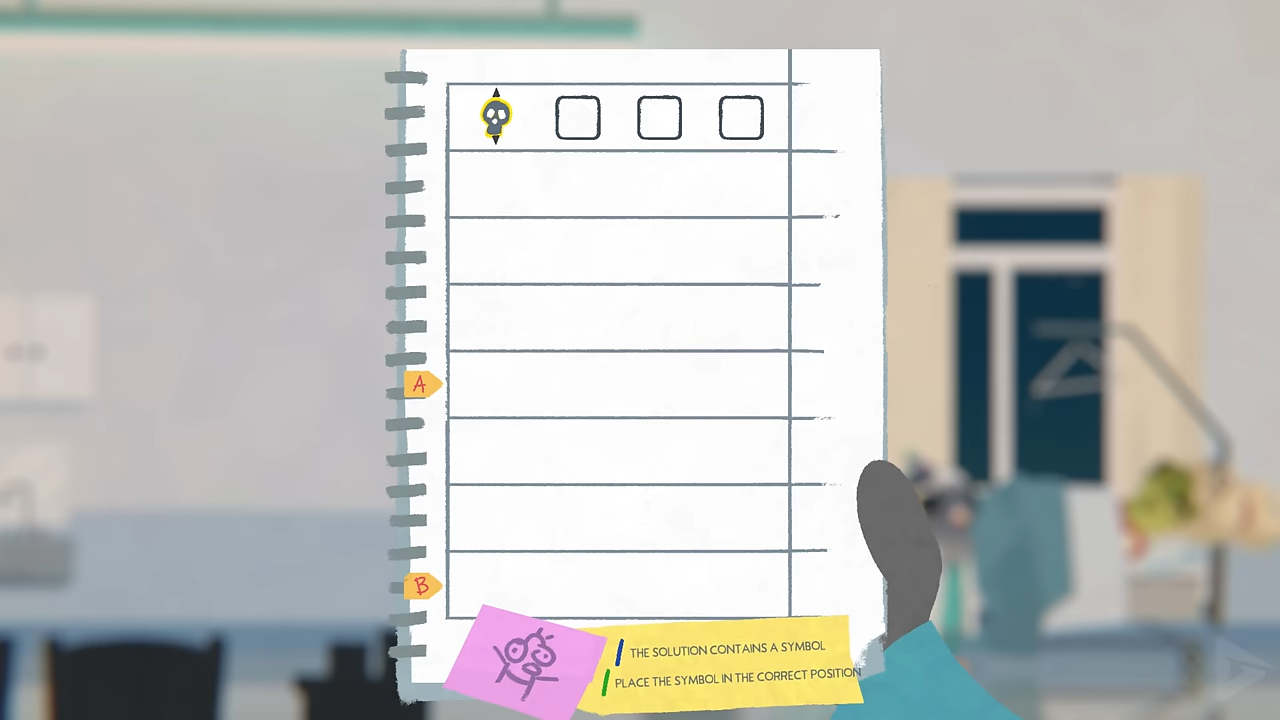 A
B
THE SOLUTION CONTAINS A SYMBOL
PLACE THE SYMBOL IN THE CORRECT POSITION